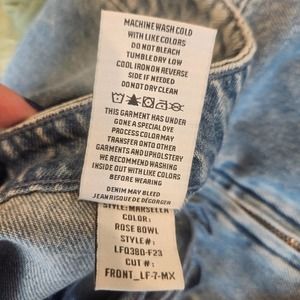 MACHINE WASH COLD
WITH LIKE COLORS
DO NOT BLEACH
TUMBLE DRY LOW
COOL IRON ON REVERSE
SIDE IF NEEDED
DO NOT DRY CLEAN
THIS GARMENT HAS UNDER
GONE A SPECIAL DYE
PROCESS COLOR MAY
TRANSFER ONTO OTHER
GARMENTS AND UPHOLSTERY
WE RECOMMEND WASHING
INSIDE OUT WITH LIKE COLORS
BEFORE WEARING
DENIM MAY BLEED
JEAN RISQUE DE DÉGORGER
STYLE: MARSELLA
COLOR:
ROSE BOWL
STYLE#:
LFQ38D-F23
CUT #:
FRONT_LF-7-MX